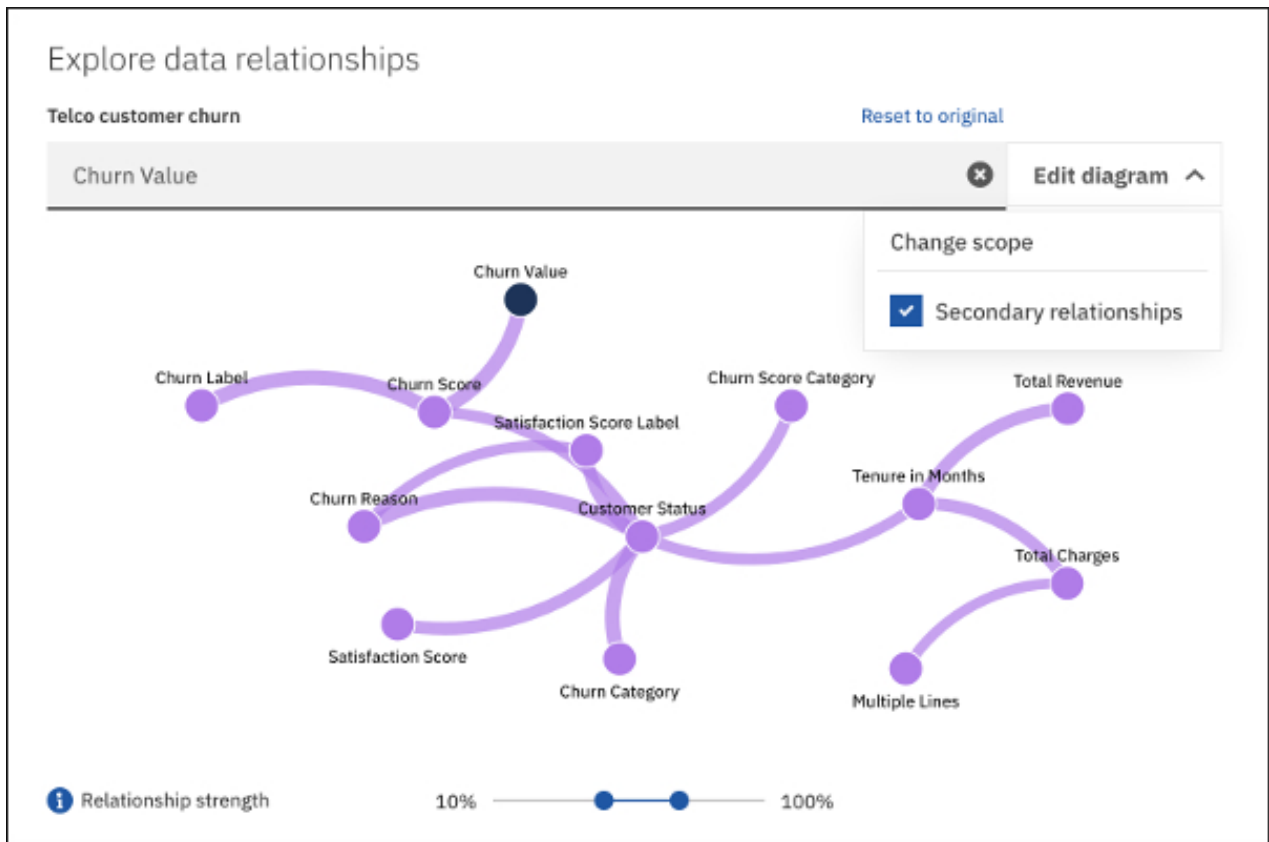 Explore data relationships
Telco customer churn
Reset to original
Churn Value
Edit diagram
Change scope
Secondary relationships
Churn Value
Churn Label
Churn Score
Churn Score Category
Total Revenue
Satisfaction Score Label
Tenure in Months
Churn Reason
Customer Status
Total Charges
Satisfaction Score
Churn Category
Multiple Lines
Relationship strength
10%
100%